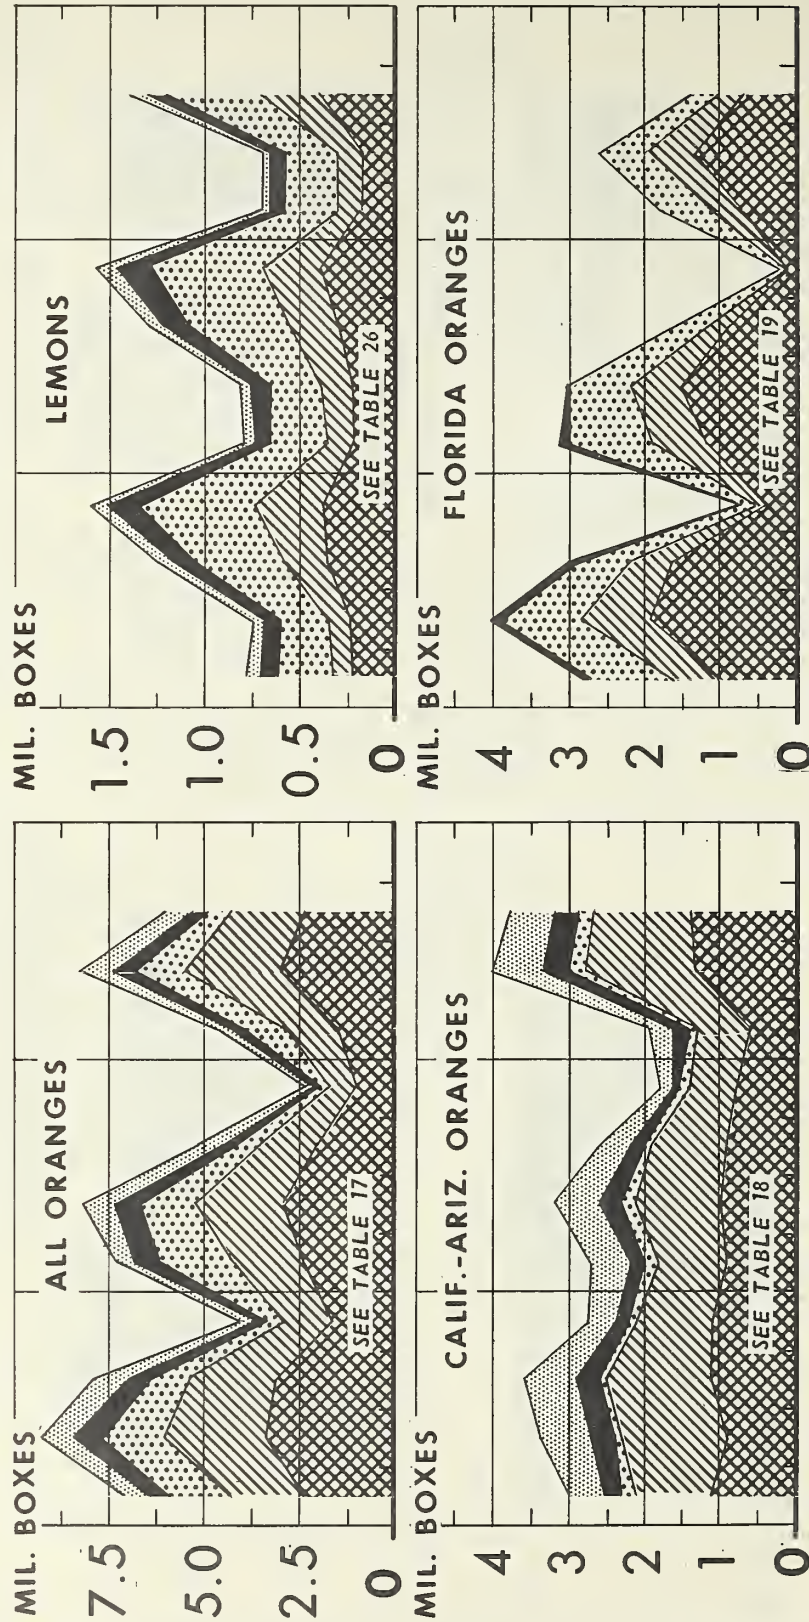 MIL. BOXES
ALL ORANGES
7.5
5.0
2.5
0
SEE TABLE 17
MIL. BOXES
LEMONS
1.5
1.0
0.5
0
SEE TABLE 26
MIL. BOXES
CALIF.-ARIZ. ORANGES
4
3
2
1
0
SEE TABLE 18
MIL. BOXES
FLORIDA ORANGES
4
3
2
1
0
SEE TABLE 19